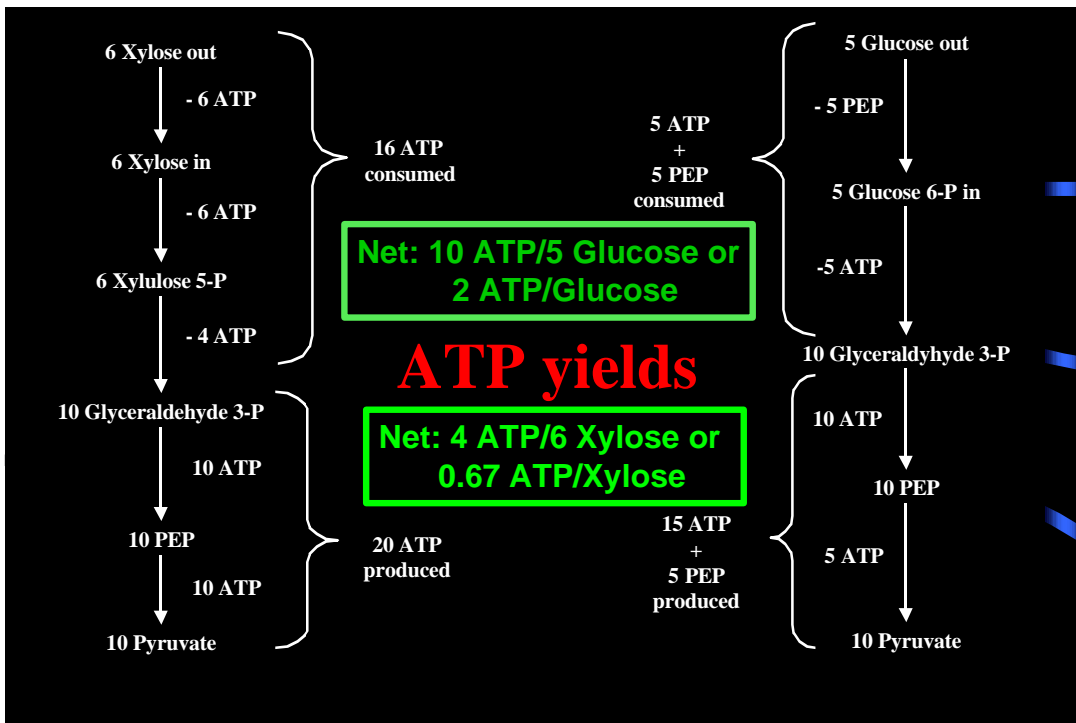 6 Xylose out
- 6 ATP
6 Xylose in
- 6 ATP
6 Xylulose 5-P
- 4 ATP
10 Glyceraldehyde 3-P
10 ATP
10 PEP
10 ATP
10 Pyruvate
16 ATP
consumed
20 ATP
produced
Net: 10 ATP/5 Glucose or
2 ATP/Glucose
ATP yields
Net: 4 ATP/6 Xylose or
0.67 ATP/Xylose
5 ATP
+
5 PEP
consumed
15 ATP
+
5 PEP
produced
5 Glucose out
- 5 PEP
5 Glucose 6-P in
-5 ATP
10 Glyceraldyhyde 3-P
10 ATP
10 PEP
5 ATP
10 Pyruvate